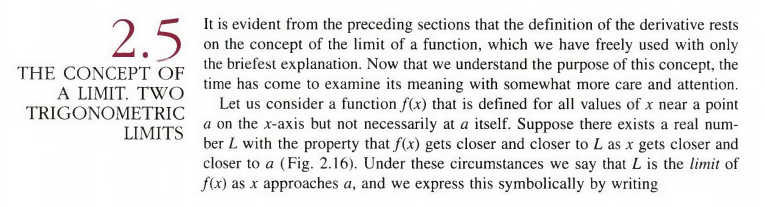 2.5
THE CONCEPT OF
A LIMIT. TWO
TRIGONOMETRIC
LIMITS
It is evident from the preceding sections that the definition of the derivative rests
on the concept of the limit of a function, which we have freely used with only
the briefest explanation. Now that we understand the purpose of this concept, the
time has come to examine its meaning with somewhat more care and attention.
Let us consider a function f(x) that is defined for all values of x near a point
a on the x-axis but not necessarily at a itself. Suppose there exists a real num-
ber L with the property that f(x) gets closer and closer to L as x gets closer and
closer to a (Fig. 2.16). Under these circumstances we say that L is the limit of
f(x) as x approaches a, and we express this symbolically by writing